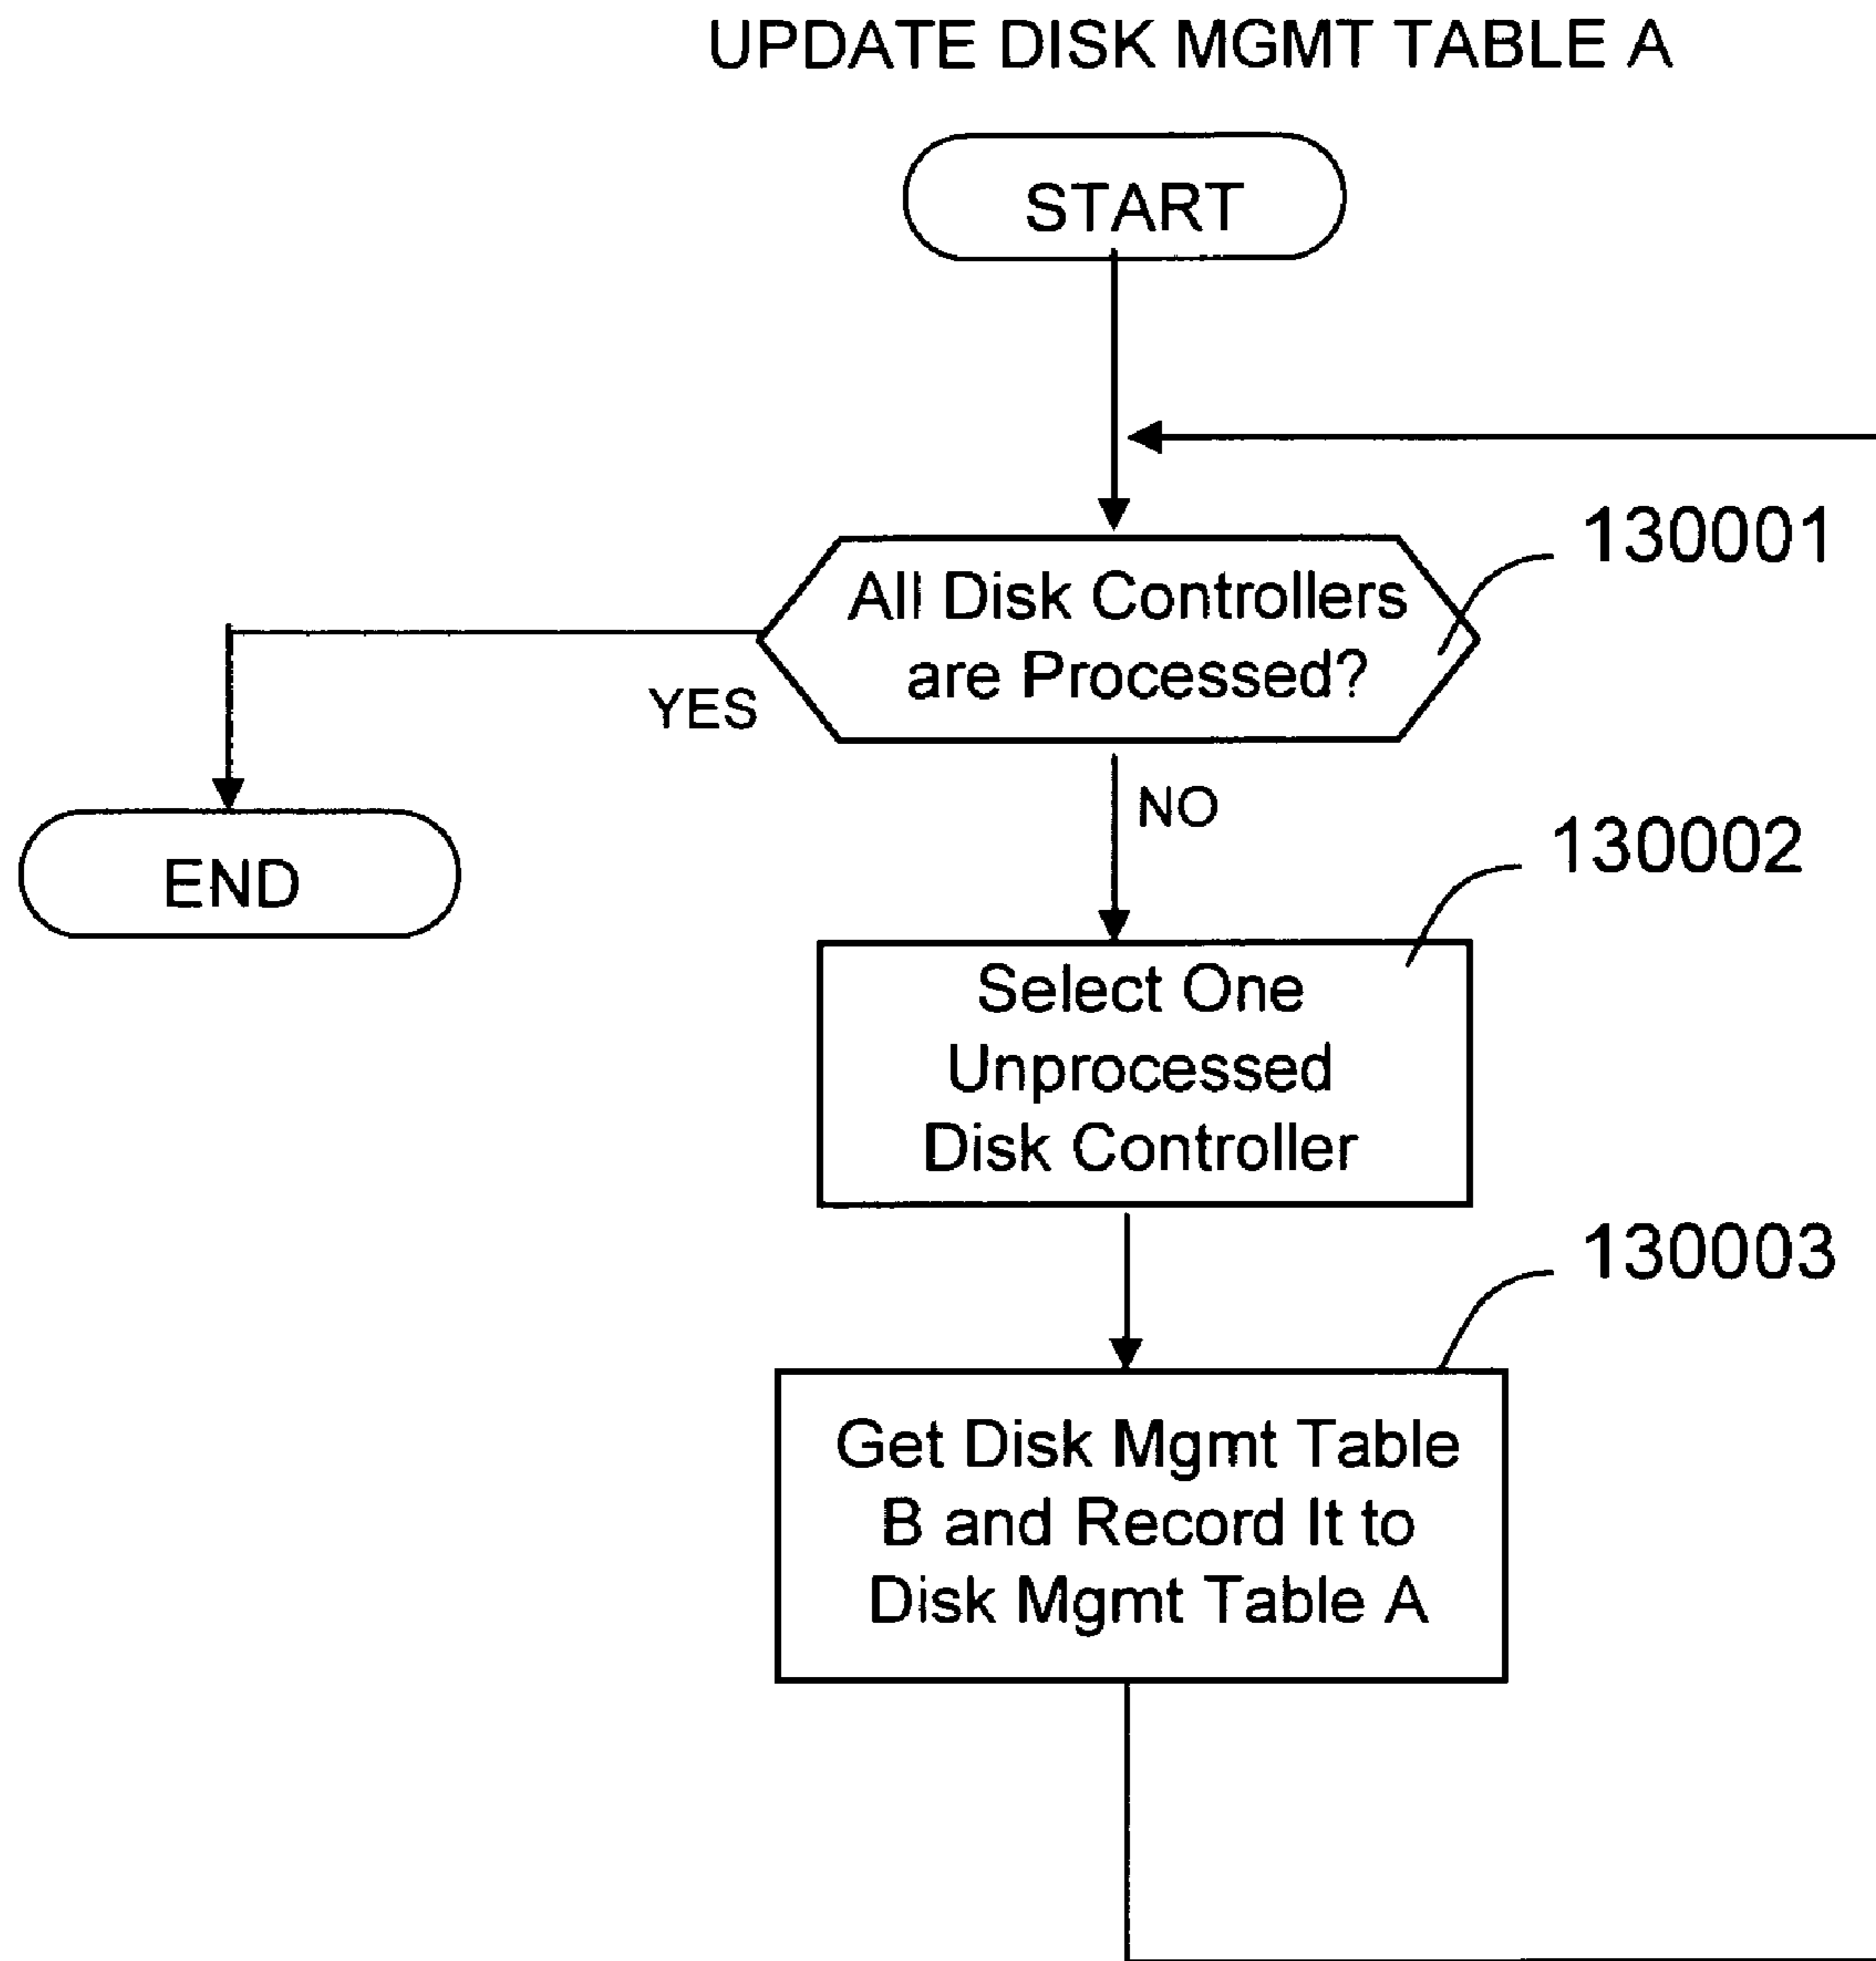 UPDATE DISK MGMT TABLE A
START
130001
All Disk Controllers
are Processed?
YES
NO
END
130002
Select One
Unprocessed
Disk Controller
130003
Get Disk Mgmt Table
B and Record It to
Disk Mgmt Table A